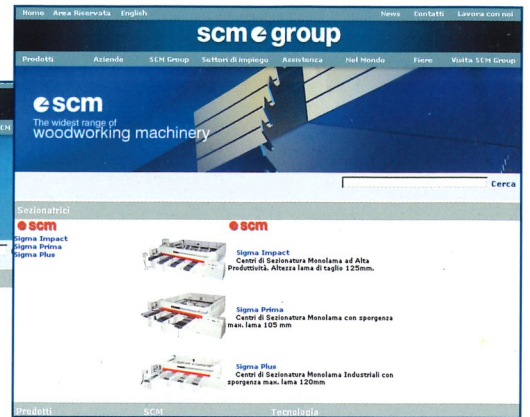 Home Area Riservata English News Contatti Lavora con noi
scm group
Prodotti Aziende SCM Group Settori di impiego Assistenza Nel Mondo Fiere Visita SCM Group
scm
The widest range of
woodworking machinery
Cerca
Sezionatrici
scm
Sigma Impact
Sigma Prima
Sigma Plus
scm
Sigma Impact
Centri di Sezionatura Monolama ad Alta
Produttività. Altezza lama di taglio 125mm.
Sigma Prima
Centri di Sezionatura Monolama con sporgenza
max. lama 105 mm
Sigma Plus
Centri di Sezionatura Monolama Industriali con
sporgenza max. lama 120mm
Prodotti SCM Tecnologia
CM